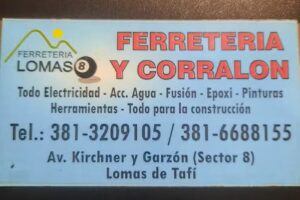 FERRETERIA
LOMAS 8
FERRETERIA
Y CORRALON
Todo Electricidad - Acc. Agua - Fusión - Epoxi - Pinturas
Herramientas - Todo para la construcción
Tel.: 381-3209105 / 381-6688155
Av. Kirchner y Garzón (Sector 8)
Lomas de Tafí